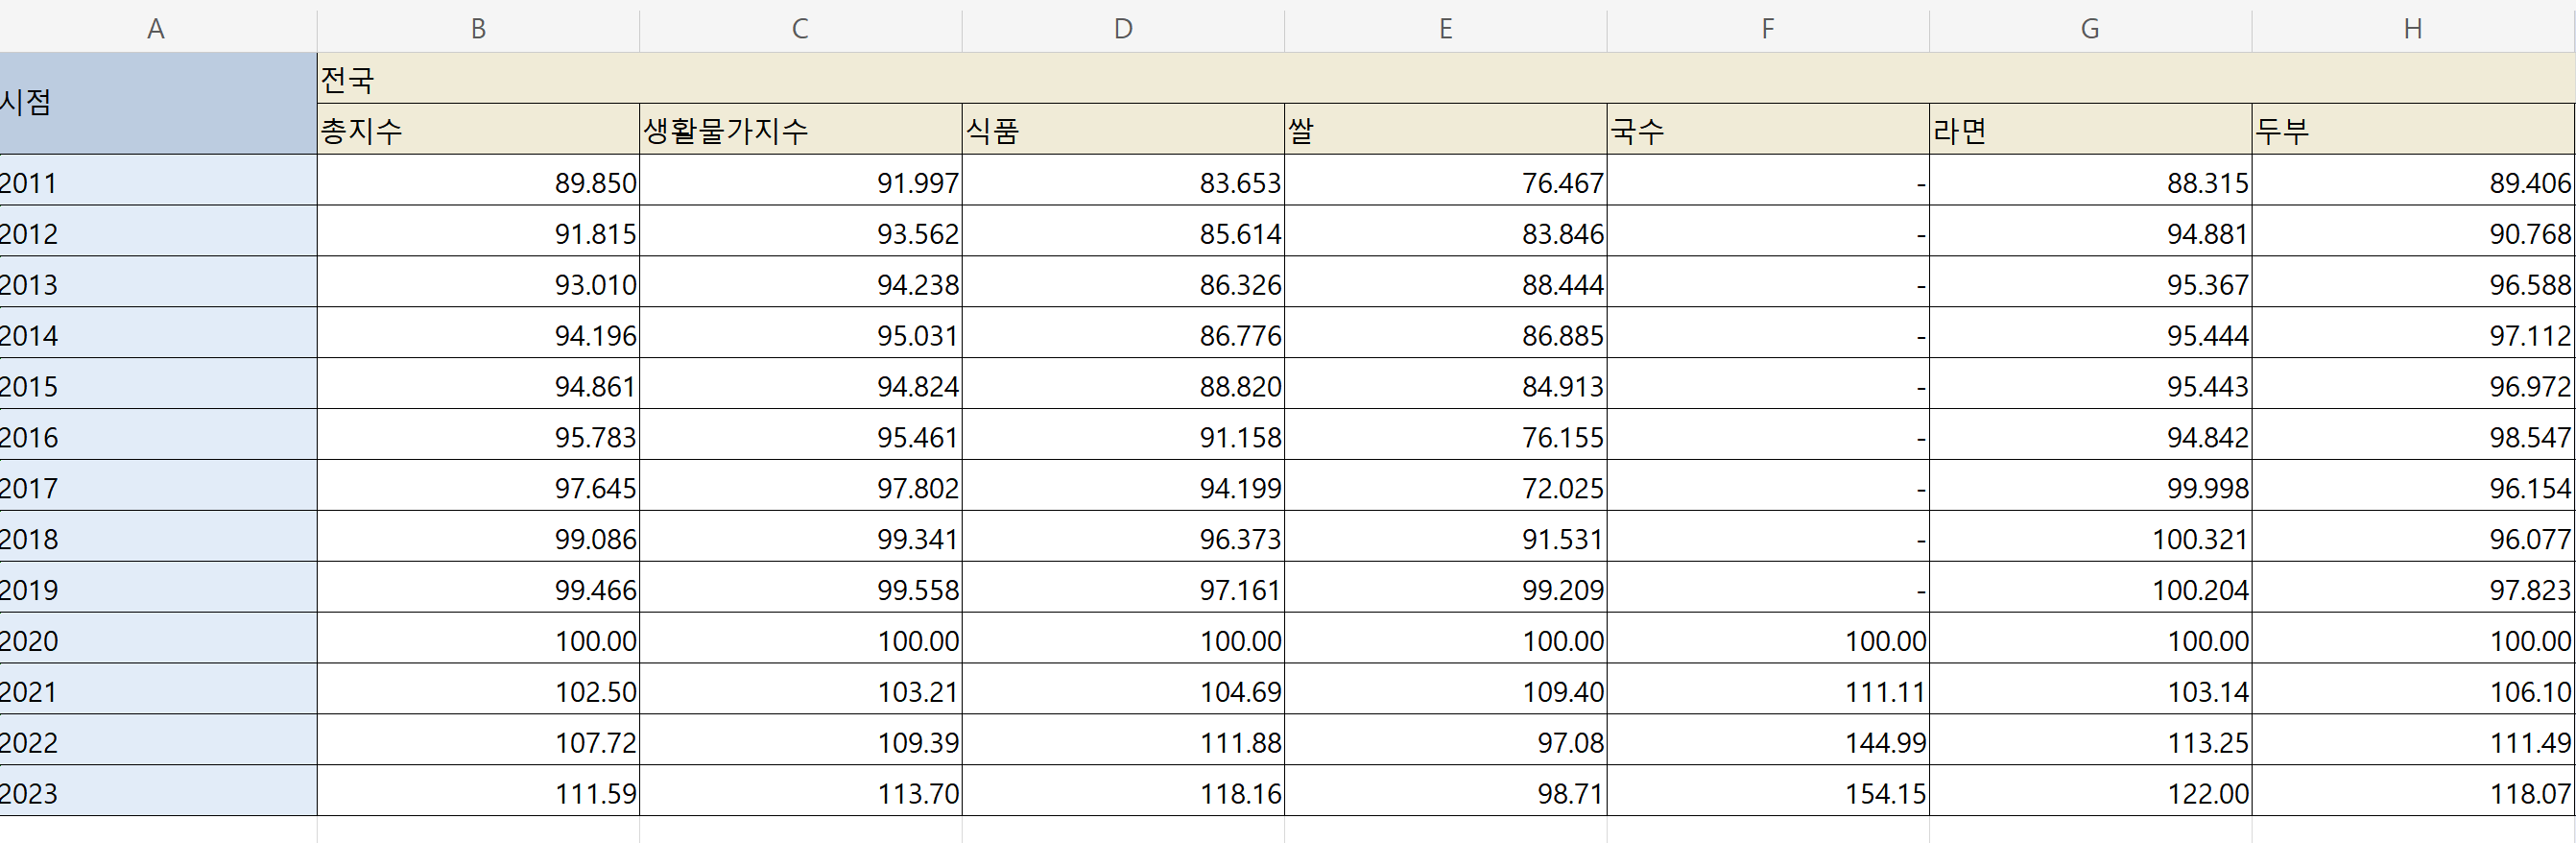 A B C D E F G H
시점 전국
총지수 생활물가지수 식품 쌀 국수 라면 두부
2011 89.850 91.997 83.653 76.467 - 88.315 89.406
2012 91.815 93.562 85.614 83.846 - 94.881 90.768
2013 93.010 94.238 86.326 88.444 - 95.367 96.588
2014 94.196 95.031 86.776 86.885 - 95.444 97.112
2015 94.861 94.824 88.820 84.913 - 95.443 96.972
2016 95.783 95.461 91.158 76.155 - 94.842 98.547
2017 97.645 97.802 94.199 72.025 - 99.998 96.154
2018 99.086 99.341 96.373 91.531 - 100.321 96.077
2019 99.466 99.558 97.161 99.209 - 100.204 97.823
2020 100.00 100.00 100.00 100.00 100.00 100.00 100.00
2021 102.50 103.21 104.69 109.40 111.11 103.14 106.10
2022 107.72 109.39 111.88 97.08 144.99 113.25 111.49
2023 111.59 113.70 118.16 98.71 154.15 122.00 118.07